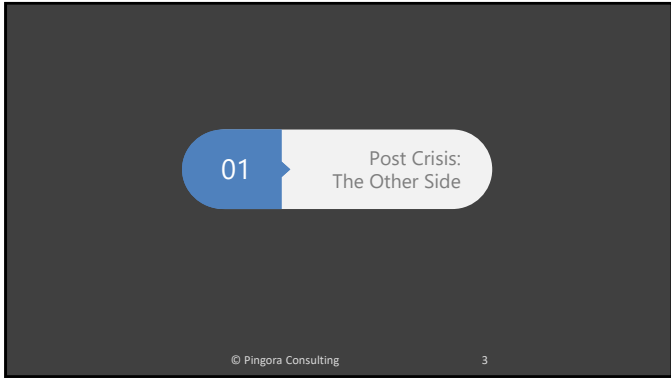 01
Post Crisis:
The Other Side
© Pingora Consulting
3